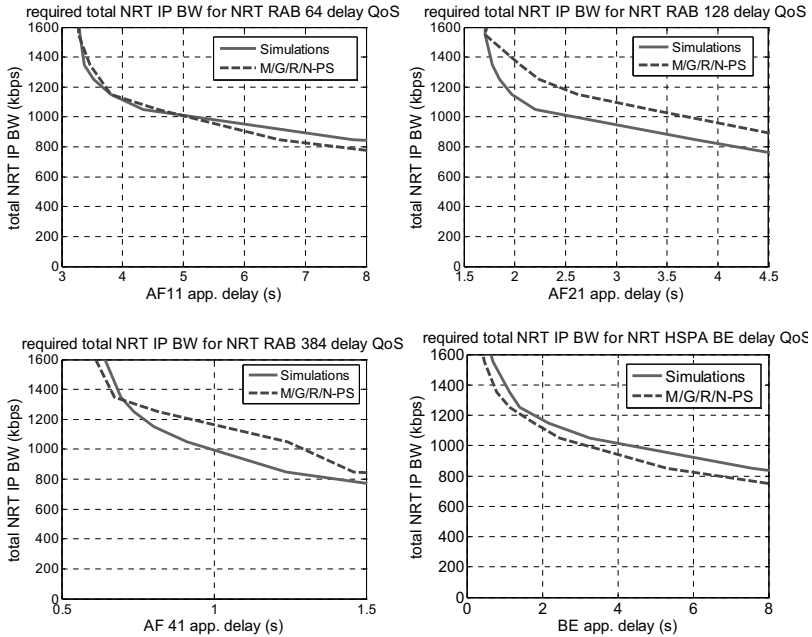 required total NRT IP BW for NRT RAB 64 delay QoS
1600
1400
1200
1000
800
600
400
200
0
total NRT IP BW (kbps)
Simulations
M/G/R/N-PS
3
4
5
6
7
8
AF11 app. delay (s)
required total NRT IP BW for NRT RAB 128 delay QoS
1600
1400
1200
1000
800
600
400
200
0
total NRT IP BW (kbps)
Simulations
M/G/R/N-PS
1.5
2
2.5
3
3.5
4
4.5
AF21 app. delay (s)
required total NRT IP BW for NRT RAB 384 delay QoS
1600
1400
1200
1000
800
600
400
200
0
total NRT IP BW (kbps)
Simulations
M/G/R/N-PS
0.5
1
1.5
AF 41 app. delay (s)
required total NRT IP BW for NRT HSPA BE delay QoS
1600
1400
1200
1000
800
600
400
200
0
total NRT IP BW (kbps)
Simulations
M/G/R/N-PS
0
2
4
6
8
BE app. delay (s)